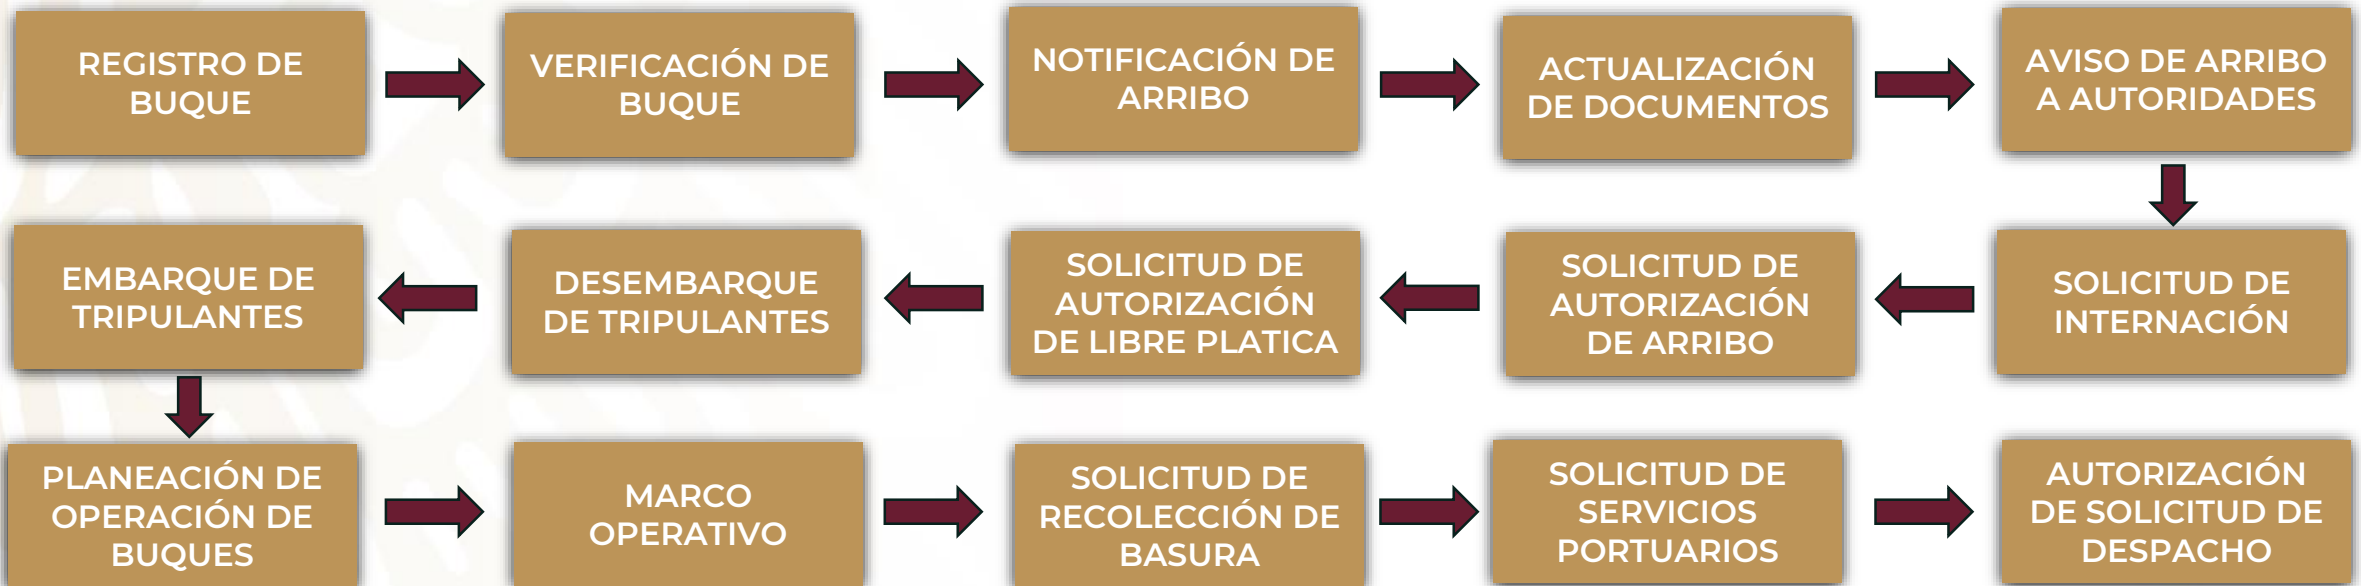 REGISTRO DE
BUQUE
VERIFICACIÓN DE
BUQUE
NOTIFICACIÓN DE
ARRIBO
ACTUALIZACIÓN
DE DOCUMENTOS
AVISO DE ARRIBO
A AUTORIDADES
SOLICITUD DE
INTERNACIÓN
SOLICITUD DE
AUTORIZACIÓN
DE ARRIBO
SOLICITUD DE
AUTORIZACIÓN
DE LIBRE PLATICA
DESEMBARQUE
DE TRIPULANTES
EMBARQUE DE
TRIPULANTES
PLANEACIÓN DE
OPERACIÓN DE
BUQUES
MARCO
OPERATIVO
SOLICITUD DE
RECOLECCIÓN DE
BASURA
SOLICITUD DE
SERVICIOS
PORTUARIOS
AUTORIZACIÓN
DE SOLICITUD DE
DESPACHO